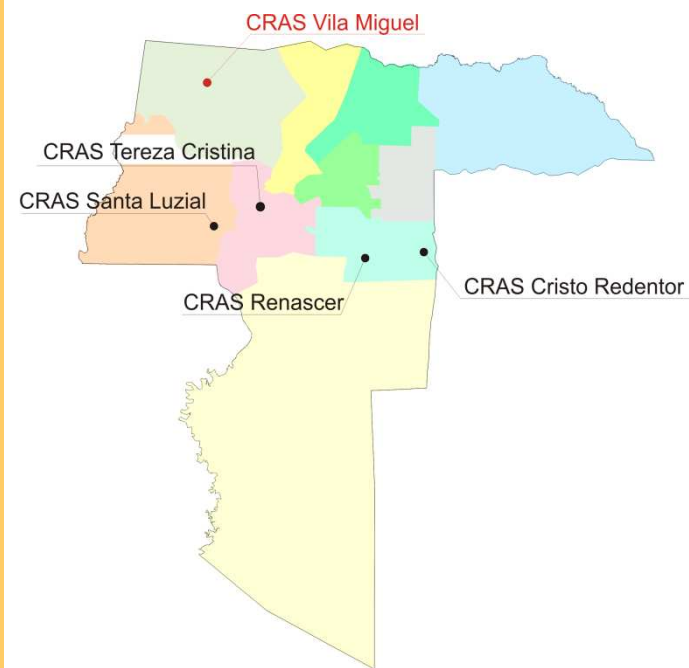 CRAS Vila Miguel
CRAS Tereza Cristina
CRAS Santa Luzial
CRAS Renascer
CRAS Cristo Redentor